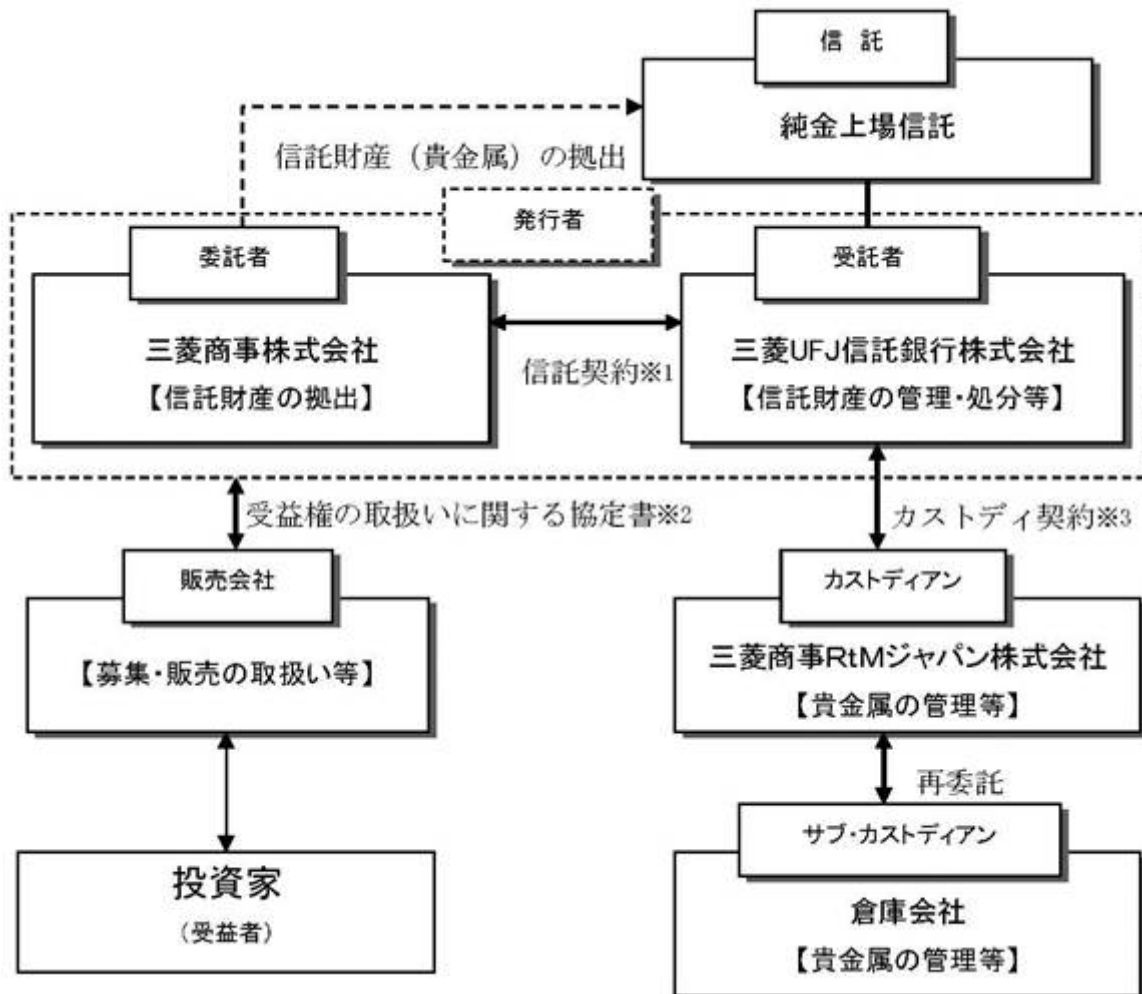 信 託
純金上場信託
信託財産（貴金属）の拠出
発行者
委託者
三菱商事株式会社
【信託財産の拠出】
信託契約※1
受託者
三菱UFJ信託銀行株式会社
【信託財産の管理・処分等】
受益権の取扱いに関する協定書※2
カストディ契約※3
販売会社
【募集・販売の取扱い等】
カストディアン
三菱商事RtMジャパン株式会社
【貴金属の管理等】
再委託
投資家
（受益者）
サブ・カストディアン
倉庫会社
【貴金属の管理等】